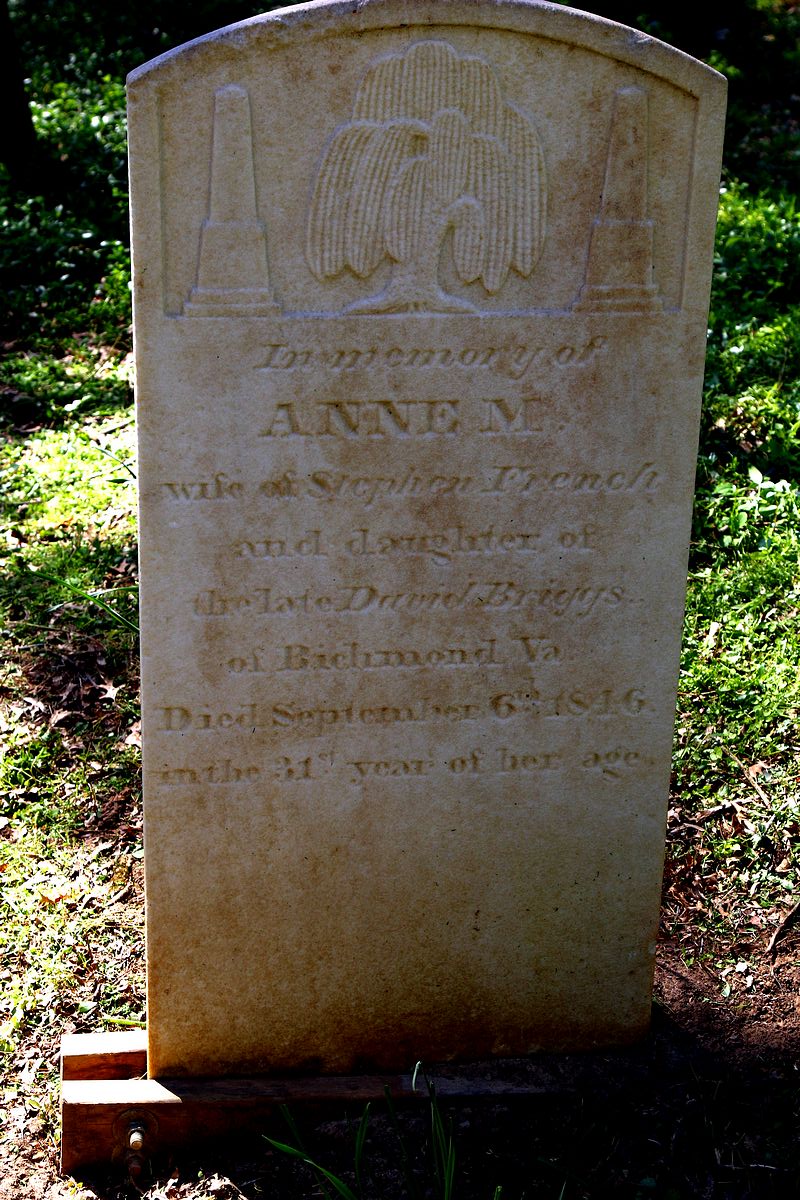 In memory of
ANNE M.
wife of Stephen French
and daughter of
the late David Briggs
of Richmond Va
Died September 6th 1846.
in the 31st year of her age.